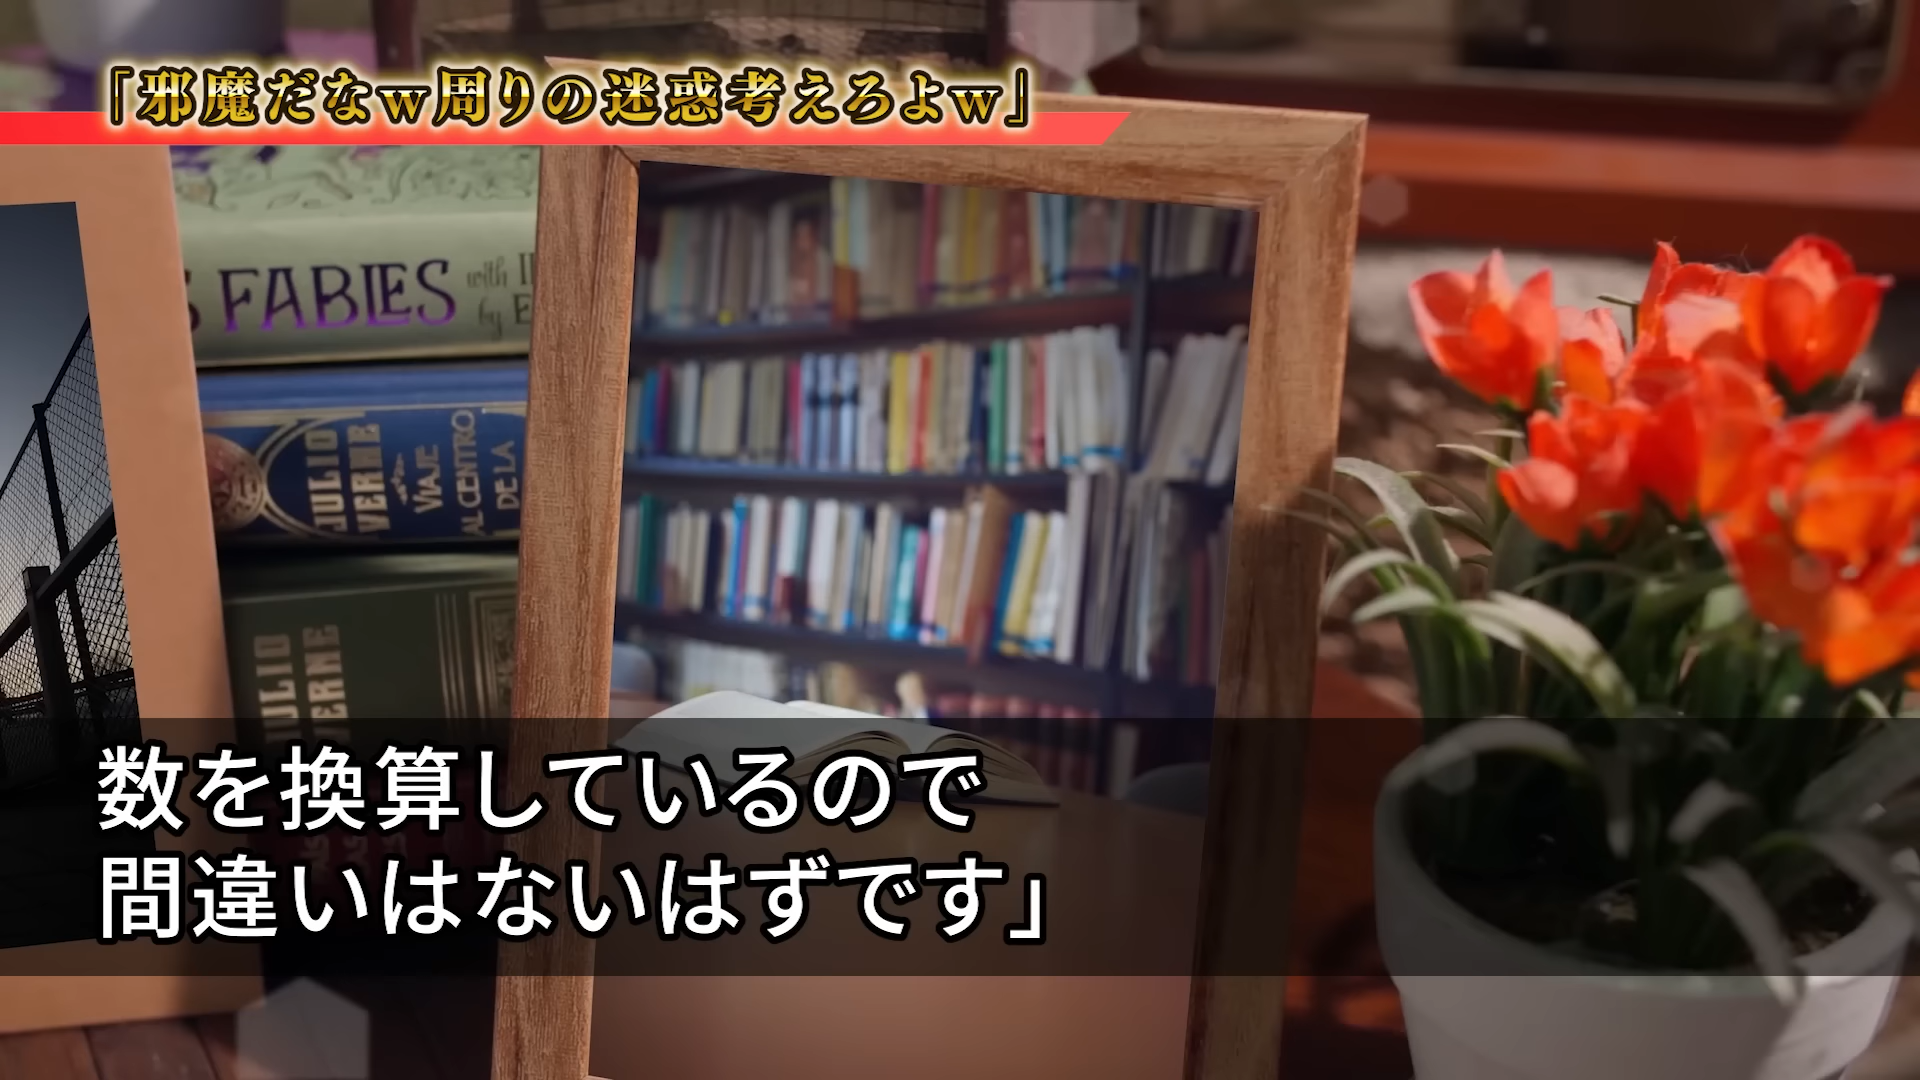 「邪魔だなw周りの迷惑考えろよw」
FABLES
with
by
JULIO
VERNE
VIAJE
AL CENTRO
DE LA
JULIO
VERNE
数を換算しているので
間違いはないはずです」